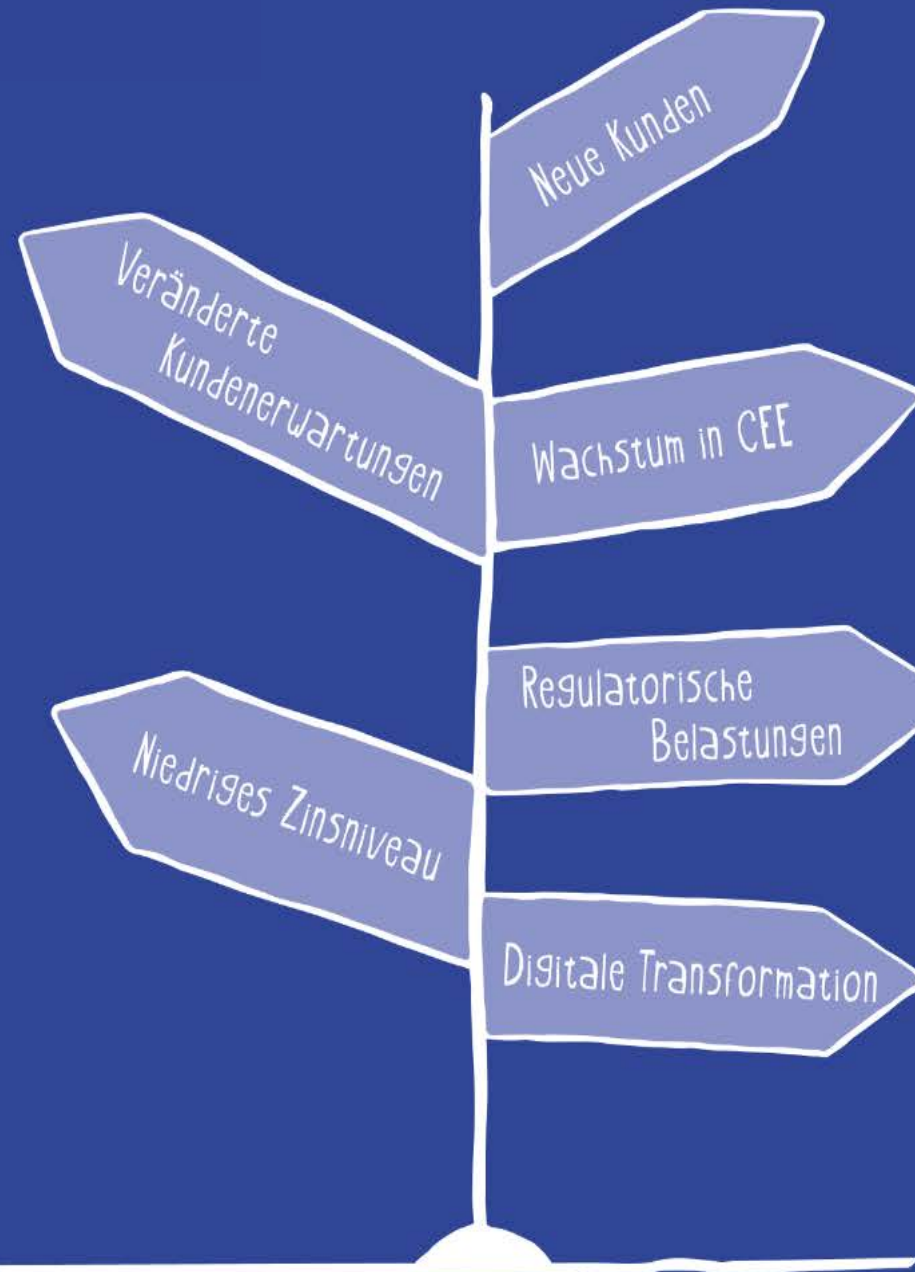 Neue Kunden
Veränderte
Kundenerwartungen
Wachstum in CEE
Regulatorische
Belastungen
Niedriges Zinsniveau
Digitale Transformation